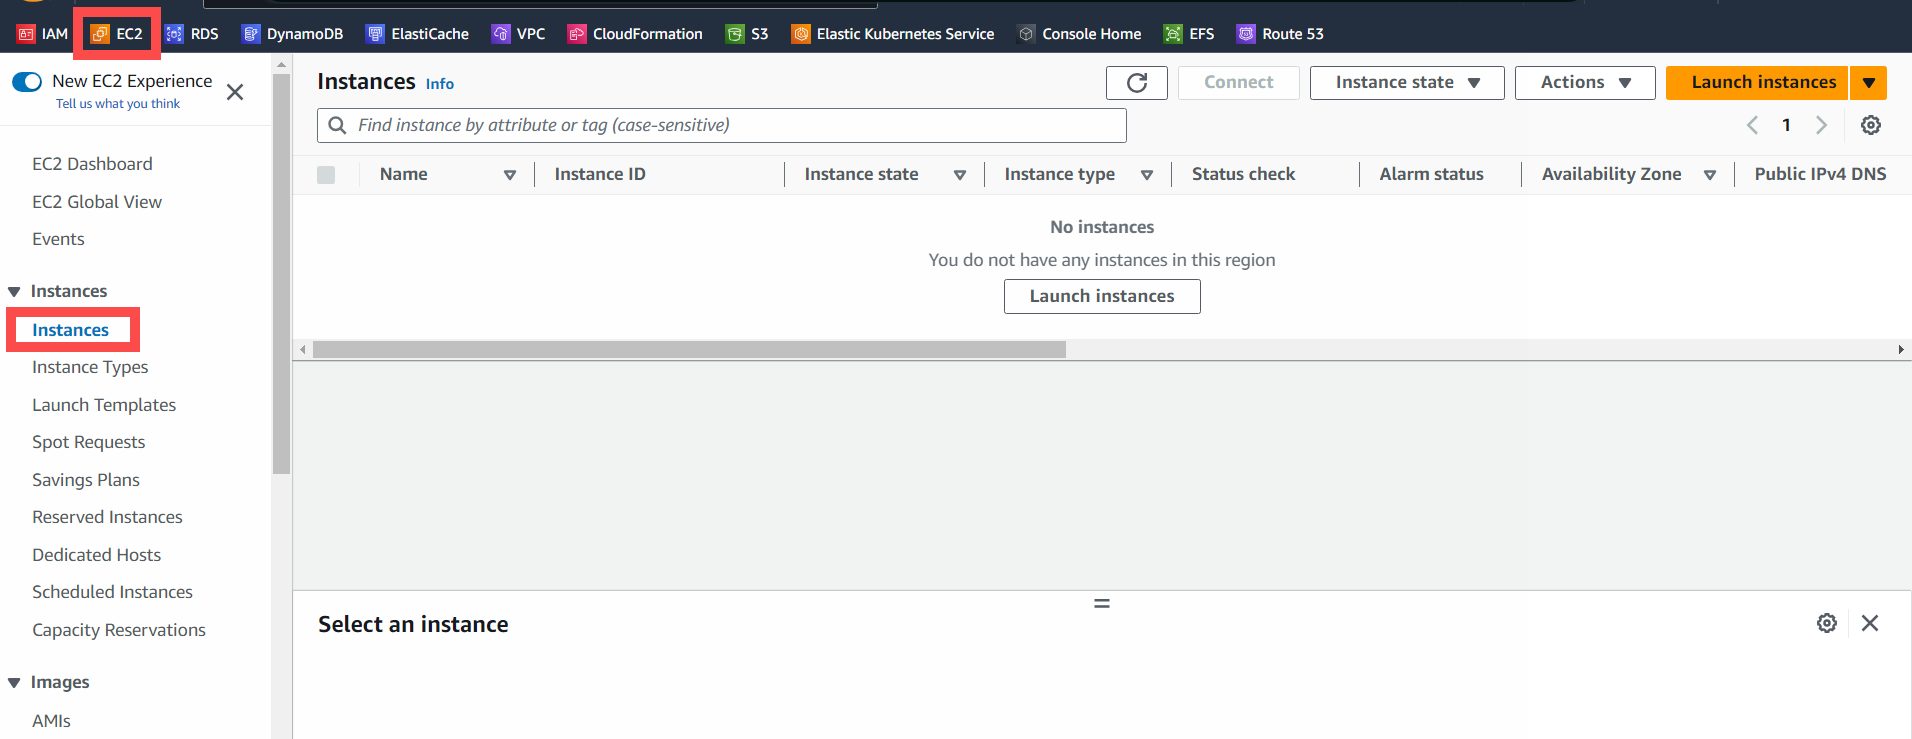 IAM EC2 RDS DynamoDB ElastiCache VPC CloudFormation S3 Elastic Kubernetes Service Console Home EFS Route 53
New EC2 Experience
Tell us what you think
EC2 Dashboard
EC2 Global View
Events
Instances
Instances
Instance Types
Launch Templates
Spot Requests
Savings Plans
Reserved Instances
Dedicated Hosts
Scheduled Instances
Capacity Reservations
Images
AMIs
Instances Info
Connect Instance state Actions Launch instances
Find instance by attribute or tag (case-sensitive)
1
Name Instance ID Instance state Instance type Status check Alarm status Availability Zone Public IPv4 DNS
No instances
You do not have any instances in this region
Launch instances
Select an instance